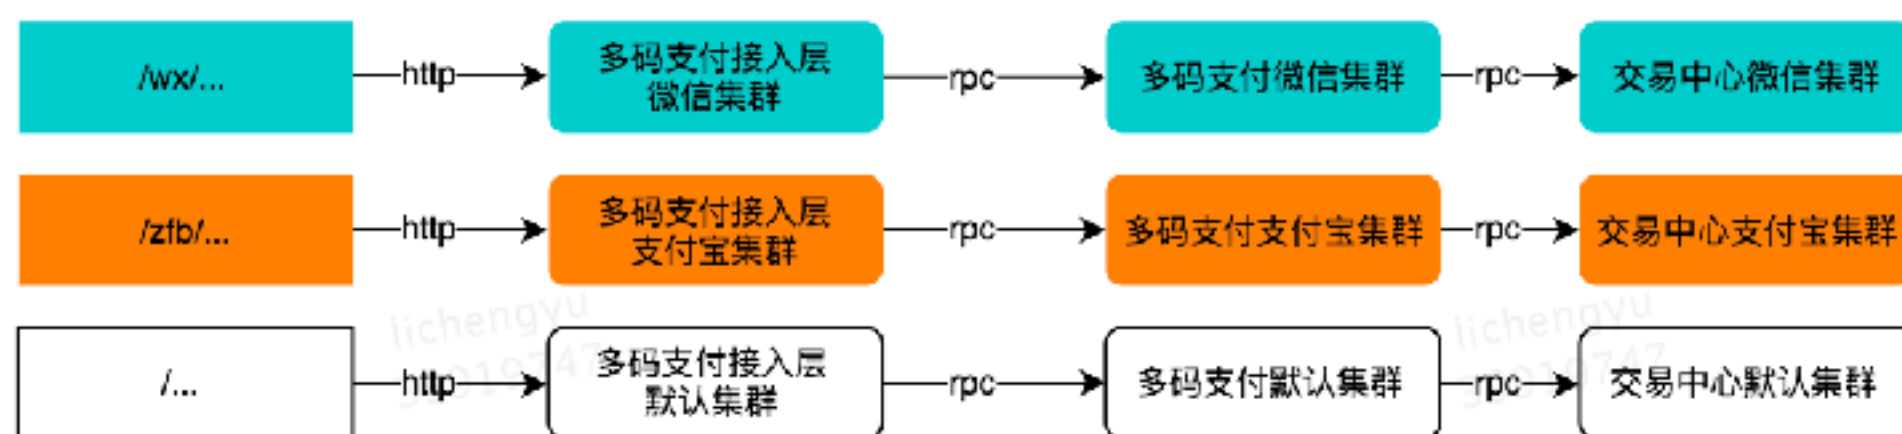 /wx/...
http
多码支付接入层
微信集群
rpc
多码支付微信集群
rpc
交易中心微信集群
/zfb/...
http
多码支付接入层
支付宝集群
rpc
多码支付支付宝集群
rpc
交易中心支付宝集群
lichengyu
lichengyu
/...
http
多码支付接入层
默认集群
rpc
多码支付默认集群
rpc
交易中心默认集群